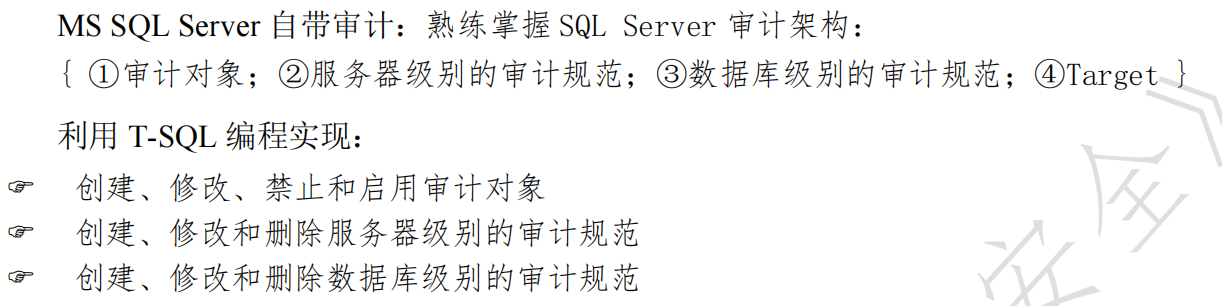 MS SQL Server 自带审计：熟练掌握 SQL Server 审计架构：
{ ①审计对象；②服务器级别的审计规范；③数据库级别的审计规范；④Target }
利用 T-SQL 编程实现：
☞ 创建、修改、禁止和启用审计对象
☞ 创建、修改和删除服务器级别的审计规范
☞ 创建、修改和删除数据库级别的审计规范
安全》